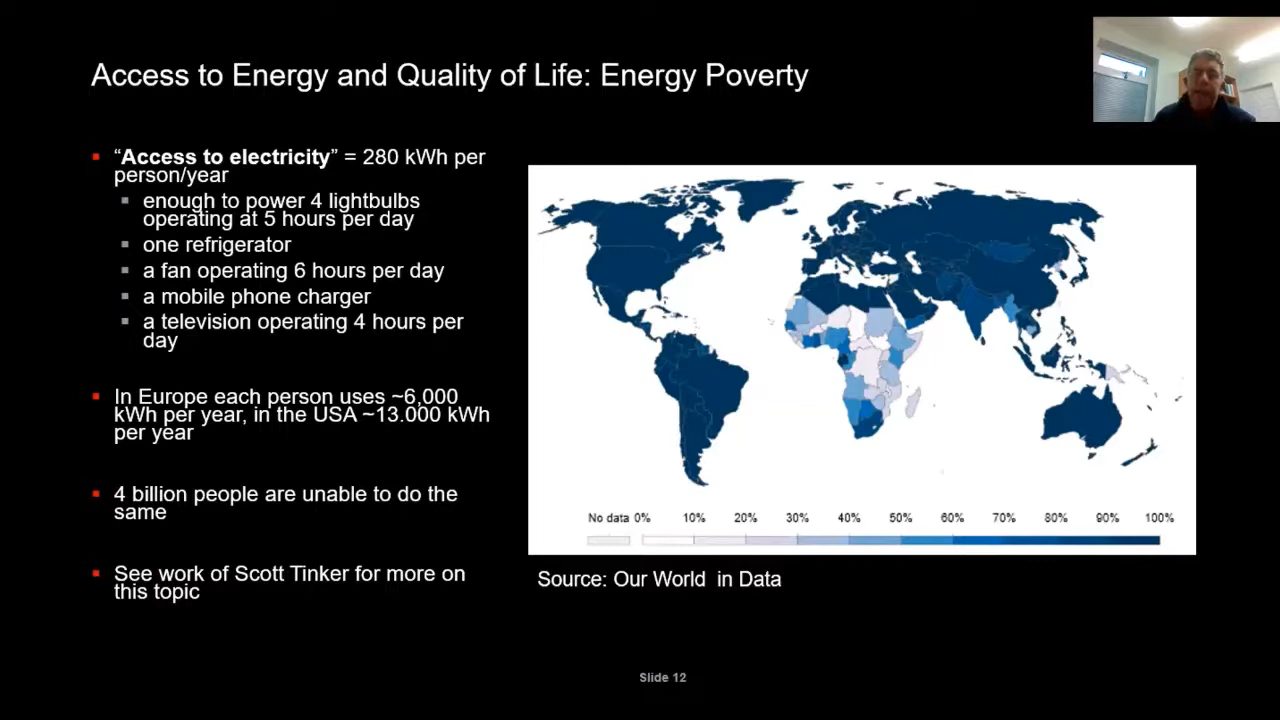 Access to Energy and Quality of Life: Energy Poverty
“Access to electricity” = 280 kWh per
person/year
enough to power 4 lightbulbs
operating at 5 hours per day
one refrigerator
a fan operating 6 hours per day
a mobile phone charger
a television operating 4 hours per
day
In Europe each person uses ~6,000
kWh per year, in the USA ~13.000 kWh
per year
4 billion people are unable to do the
same
See work of Scott Tinker for more on
this topic
No data 0% 10% 20% 30% 40% 50% 60% 70% 80% 90% 100%
Source: Our World in Data
Slide 12